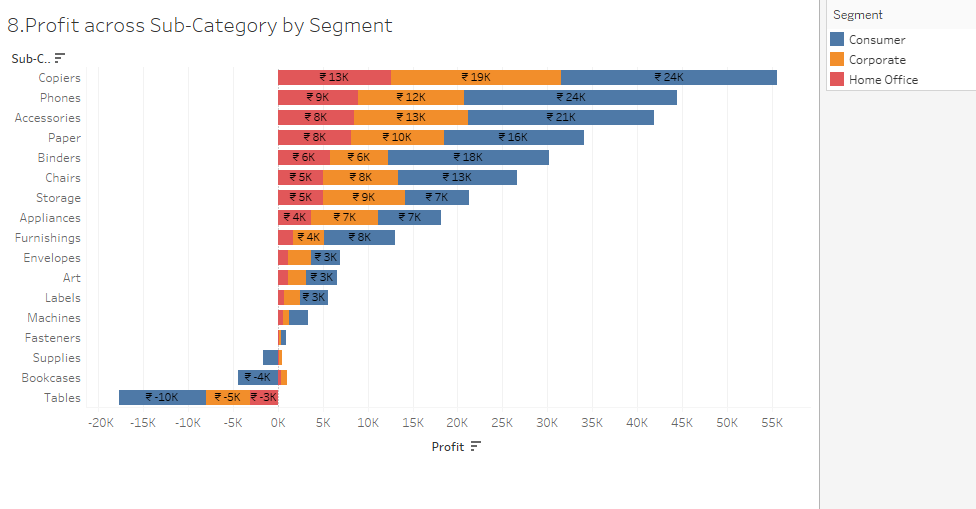 8.Profit across Sub-Category by Segment
Segment
Consumer
Corporate
Home Office
Sub-C..
Copiers ₹ 13K ₹ 19K ₹ 24K
Phones ₹ 9K ₹ 12K ₹ 24K
Accessories ₹ 8K ₹ 13K ₹ 21K
Paper ₹ 8K ₹ 10K ₹ 16K
Binders ₹ 6K ₹ 6K ₹ 18K
Chairs ₹ 5K ₹ 8K ₹ 13K
Storage ₹ 5K ₹ 9K ₹ 7K
Appliances ₹ 4K ₹ 7K ₹ 7K
Furnishings ₹ 4K ₹ 8K
Envelopes ₹ 3K
Art ₹ 3K
Labels ₹ 3K
Machines
Fasteners
Supplies
Bookcases ₹ -4K
Tables ₹ -10K ₹ -5K ₹ -3K
-20K -15K -10K -5K 0K 5K 10K 15K 20K 25K 30K 35K 40K 45K 50K 55K
Profit